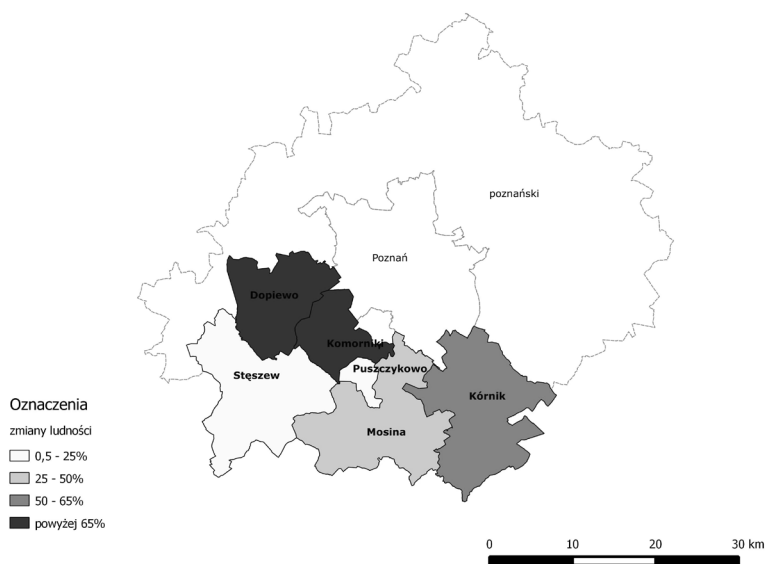 poznański
Poznań
Dopiewo
Komorniki
Puszczykowo
Stęszew
Kórnik
Mosina
Oznaczenia
zmiany ludności
0,5 - 25%
25 - 50%
50 - 65%
powyżej 65%
0 10 20 30 km